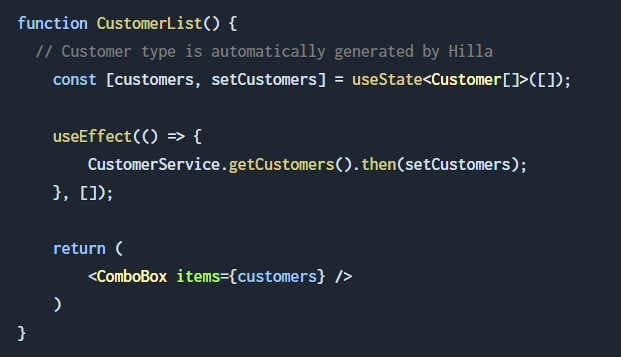 function CustomerList() {
  // Customer type is automatically generated by Hilla
    const [customers, setCustomers] = useState<Customer[]>([]);

    useEffect(() => {
        CustomerService.getCustomers().then(setCustomers);
    }, []);

    return (
        <ComboBox items={customers} />
    )
}